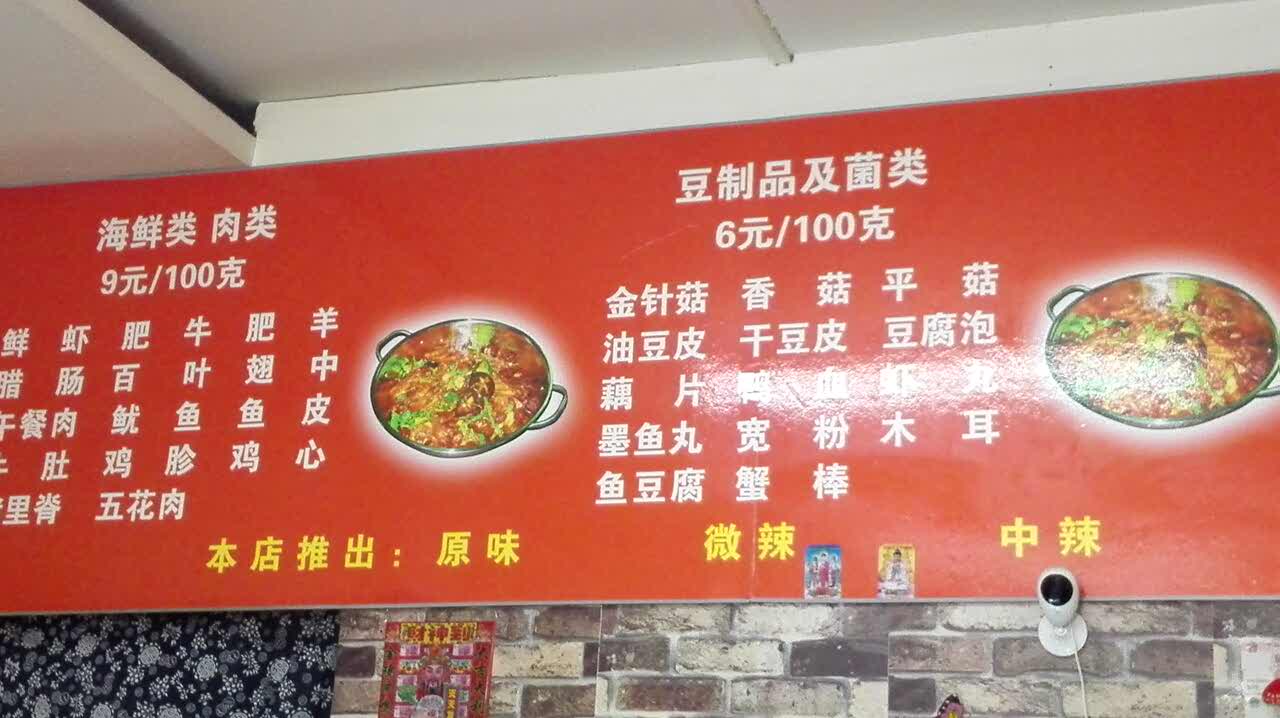 海鲜类 肉类
9元/100克
鲜虾 肥牛 肥羊
腊肠 百叶 翅中
午餐肉 鱿鱼 鱼皮
牛肚 鸡胗 鸡心
里脊 五花肉
豆制品及菌类
6元/100克
金针菇 香菇 平菇
油豆皮 干豆皮 豆腐泡
藕片 鸭血 虾丸
墨鱼丸 宽粉 木耳
鱼豆腐 蟹棒
本店推出：原味 微辣 中辣